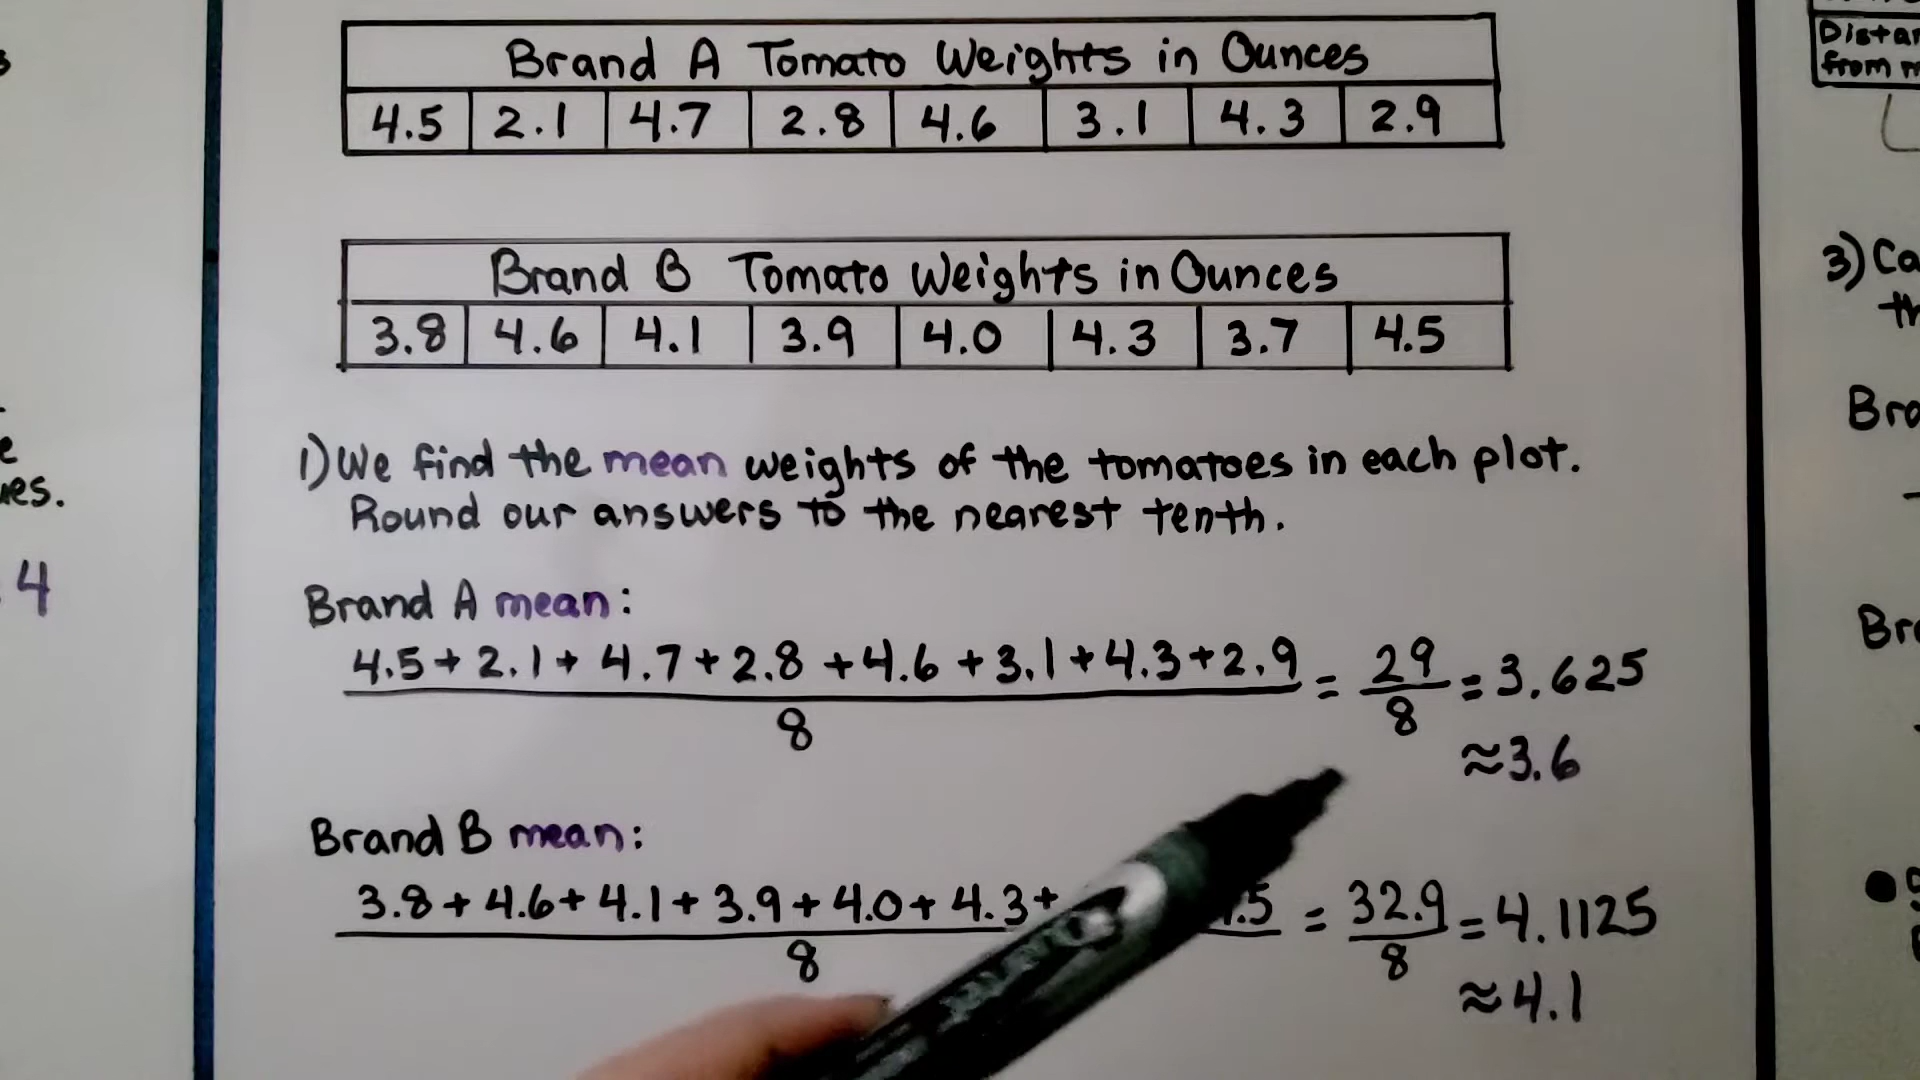 Brand A Tomato Weights in Ounces
4.5 2.1 4.7 2.8 4.6 3.1 4.3 2.9
Brand B Tomato Weights in Ounces
3.8 4.6 4.1 3.9 4.0 4.3 3.7 4.5
1) We find the mean weights of the tomatoes in each plot.
Round our answers to the nearest tenth.
Brand A mean:
4.5 + 2.1 + 4.7 + 2.8 + 4.6 + 3.1 + 4.3 + 2.9 = 29 = 3.625
8 8
≈ 3.6
Brand B mean:
3.8 + 4.6 + 4.1 + 3.9 + 4.0 + 4.3 + .5 = 32.9 = 4.1125
8 8
≈ 4.1
4
from
3)